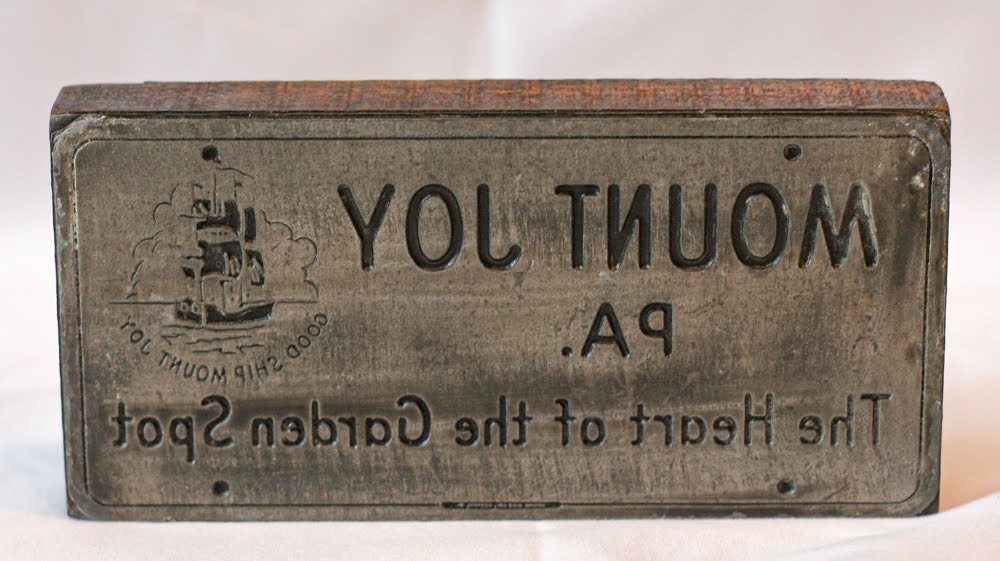 MOUNT JOY
PA.
GOOD SHIP MOUNT JOY
The Heart of the Garden Spot